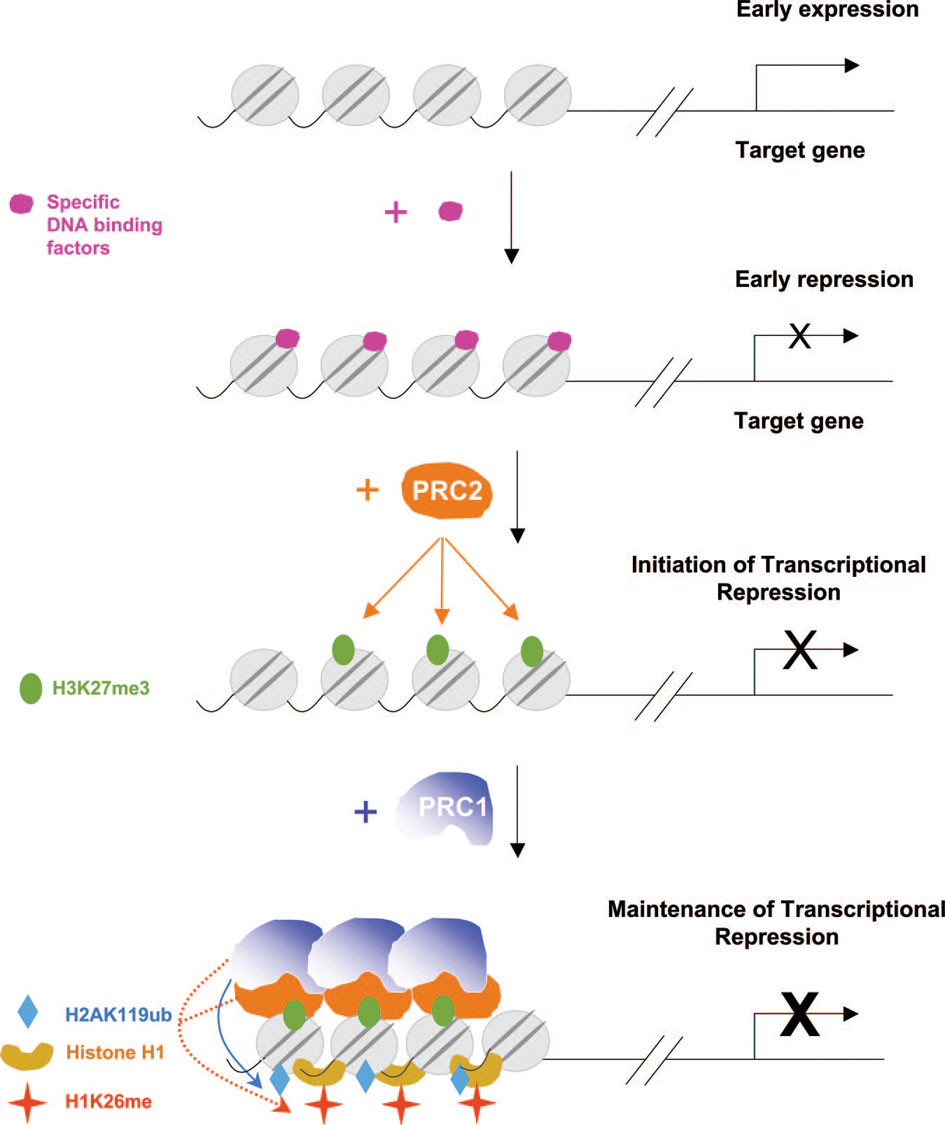 Early expression
Target gene
Specific
DNA binding
factors
+
Early repression
X
Target gene
+ PRC2
Initiation of Transcriptional
Repression
X
H3K27me3
+ PRC1
Maintenance of Transcriptional
Repression
X
H2AK119ub
Histone H1
H1K26me